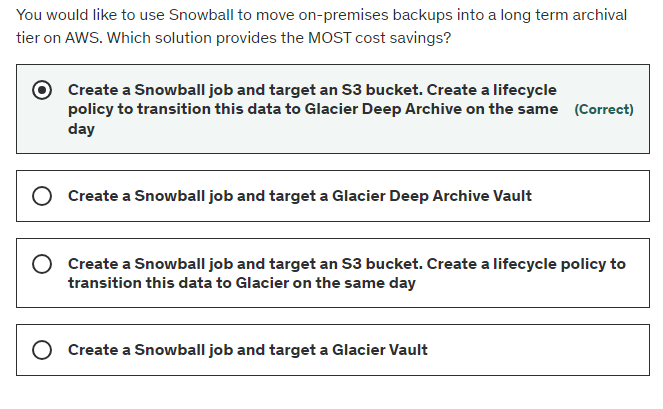 You would like to use Snowball to move on-premises backups into a long term archival
tier on AWS. Which solution provides the MOST cost savings?
Create a Snowball job and target an S3 bucket. Create a lifecycle
policy to transition this data to Glacier Deep Archive on the same (Correct)
day
Create a Snowball job and target a Glacier Deep Archive Vault
Create a Snowball job and target an S3 bucket. Create a lifecycle policy to
transition this data to Glacier on the same day
Create a Snowball job and target a Glacier Vault